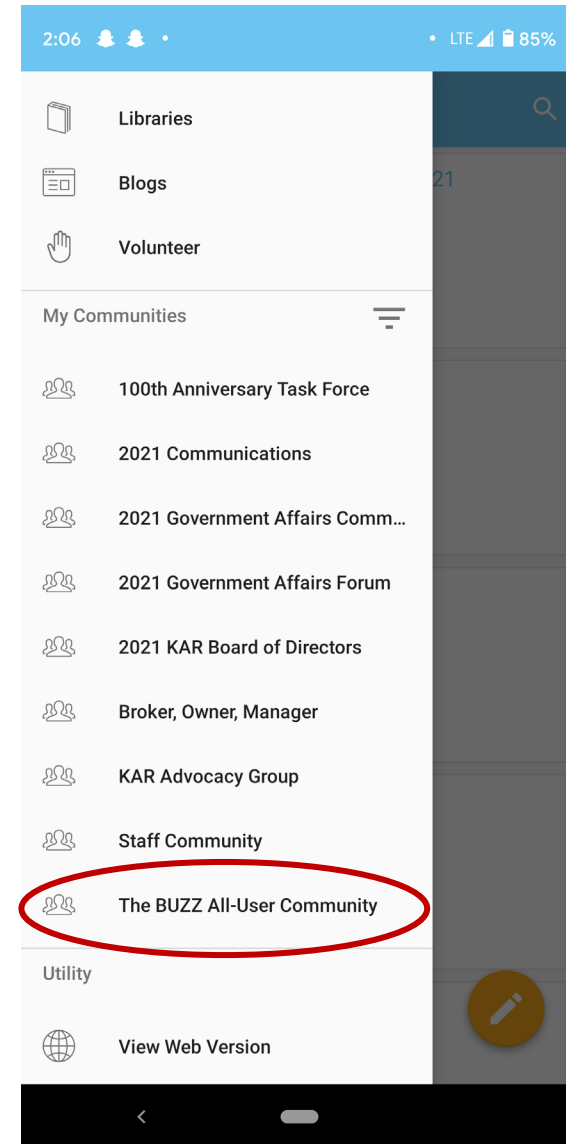 2:06 LTE 85%
Libraries
21
Blogs
Volunteer
My Communities
100th Anniversary Task Force
2021 Communications
2021 Government Affairs Comm...
2021 Government Affairs Forum
2021 KAR Board of Directors
Broker, Owner, Manager
KAR Advocacy Group
Staff Community
The BUZZ All-User Community
Utility
View Web Version